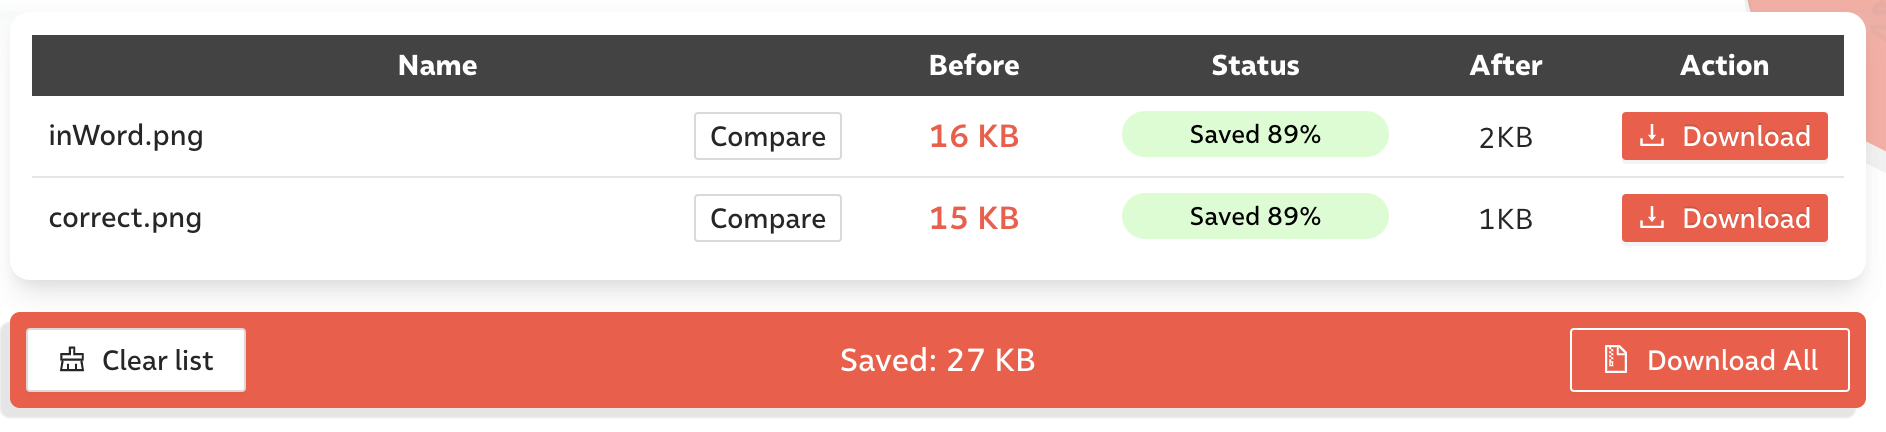 Name Before Status After Action
inWord.png Compare 16 KB Saved 89% 2KB Download
correct.png Compare 15 KB Saved 89% 1KB Download
Clear list Saved: 27 KB Download All